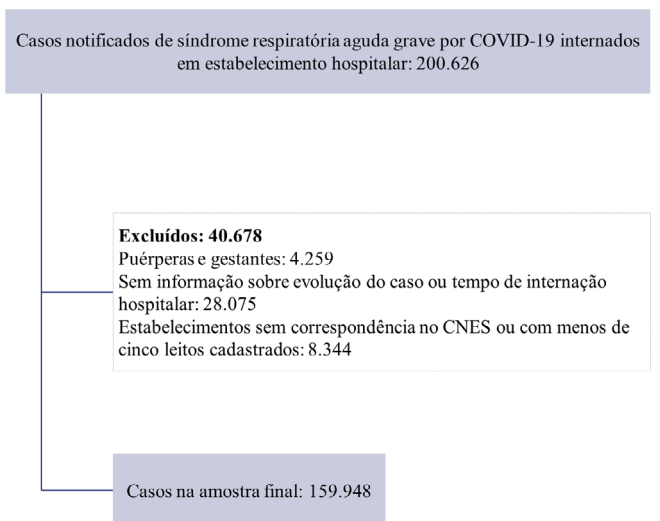 Casos notificados de síndrome respiratória aguda grave por COVID-19 internados
em estabelecimento hospitalar: 200.626
Excluídos: 40.678
Puérperas e gestantes: 4.259
Sem informação sobre evolução do caso ou tempo de internação
hospitalar: 28.075
Estabelecimentos sem correspondência no CNES ou com menos de
cinco leitos cadastrados: 8.344
Casos na amostra final: 159.948